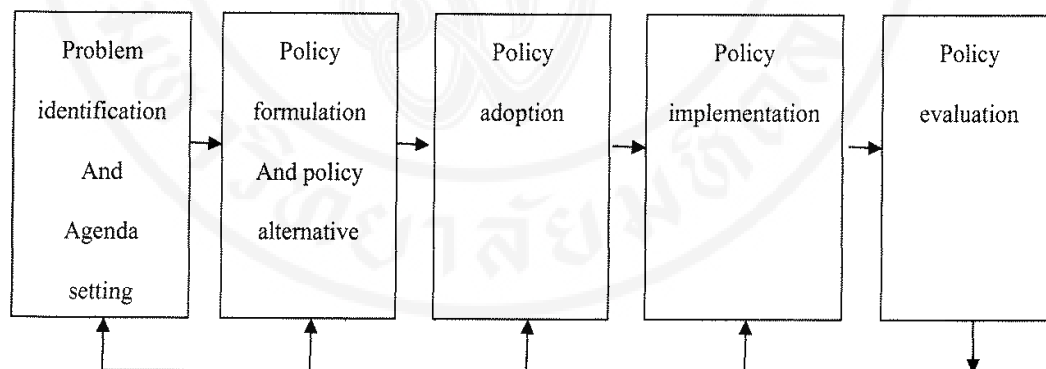 Problem
identification
And
Agenda
setting
Policy
formulation
And policy
alternative
Policy
adoption
Policy
implementation
Policy
evaluation